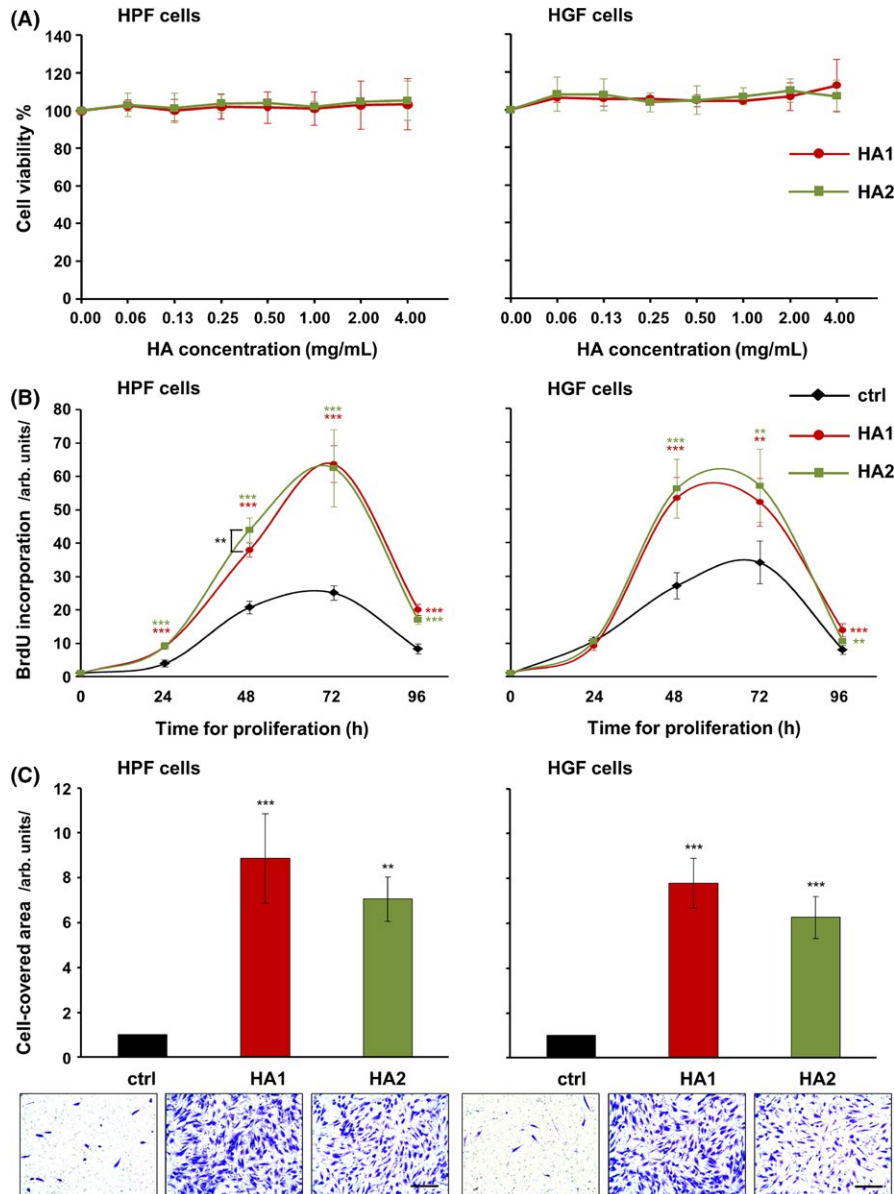 (A)
HPF cells
HGF cells
Cell viability %
140
120
100
80
60
40
20
0
0.00 0.06 0.13 0.25 0.50 1.00 2.00 4.00
HA concentration (mg/mL)
0.00 0.06 0.13 0.25 0.50 1.00 2.00 4.00
HA concentration (mg/mL)
HA1
HA2
(B)
HPF cells
HGF cells
BrdU incorporation /arb. units/
80
70
60
50
40
30
20
10
0
***
***
***
***
**
***
***
***
***
0 24 48 72 96
Time for proliferation (h)
***
***
**
**
***
**
0 24 48 72 96
Time for proliferation (h)
ctrl
HA1
HA2
(C)
HPF cells
HGF cells
Cell-covered area /arb. units/
12
10
8
6
4
2
0
***
**
***
***
ctrl HA1 HA2
ctrl HA1 HA2